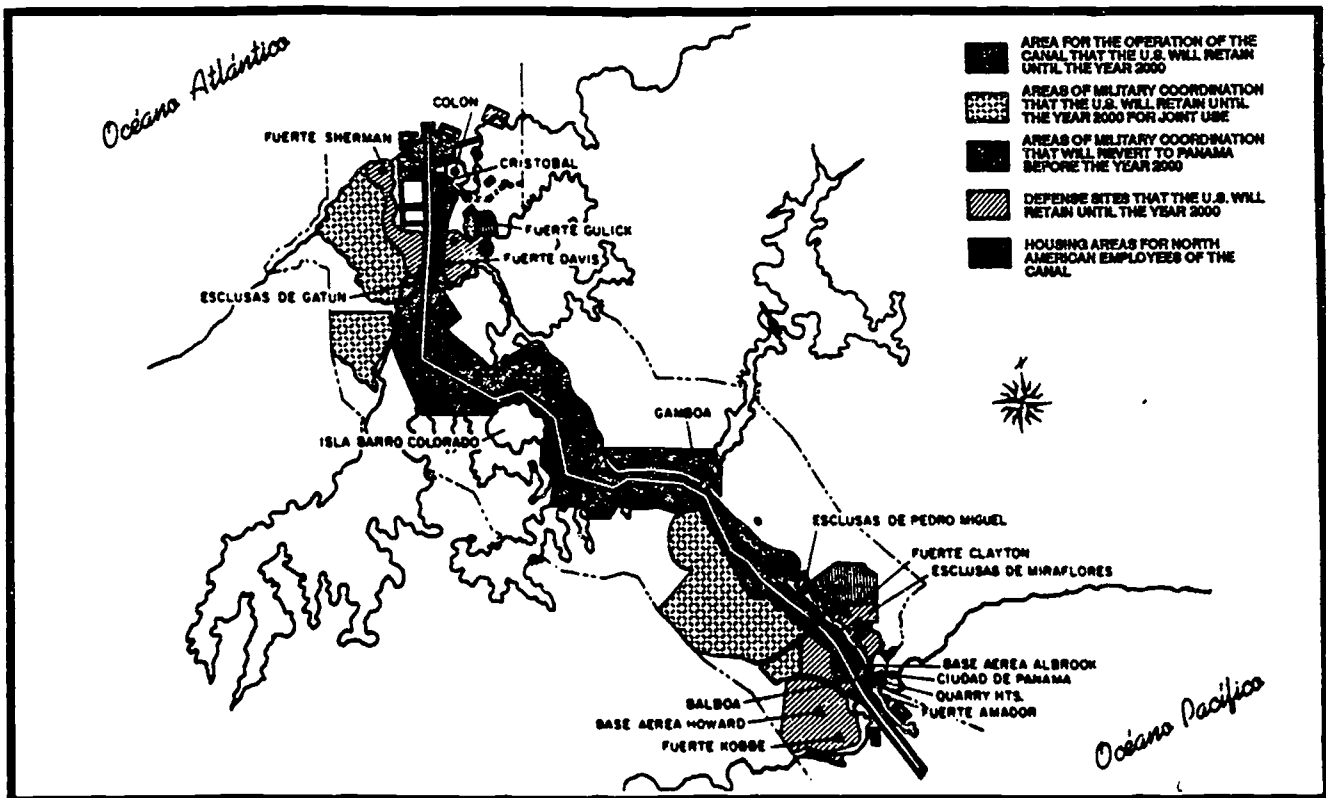 Océano Atlántico
COLON
FUERTE SHERMAN
CRISTOBAL
FUERTE GULICK
FUERTE DAVIS
ESCLUSAS DE GATUN
ISLA BARRO COLORADO
GAMBOA
ESCLUSAS DE PEDRO MIGUEL
FUERTE CLAYTON
ESCLUSAS DE MIRAFLORES
BASE AEREA ALBROOK
CIUDAD DE PANAMA
QUARRY HTS.
FUERTE AMADOR
BALBOA
BASE AEREA HOWARD
FUERTE KOBBE
Océano Pacífico
N
AREA FOR THE OPERATION OF THE
CANAL THAT THE U.S. WILL RETAIN
UNTIL THE YEAR 2000
AREAS OF MILITARY COORDINATION
THAT THE U.S. WILL RETAIN UNTIL
THE YEAR 2000 FOR JOINT USE
AREAS OF MILITARY COORDINATION
THAT WILL REVERT TO PANAMA
BEFORE THE YEAR 2000
DEFENSE SITES THAT THE U.S. WILL
RETAIN UNTIL THE YEAR 2000
HOUSING AREAS FOR NORTH
AMERICAN EMPLOYEES OF THE
CANAL